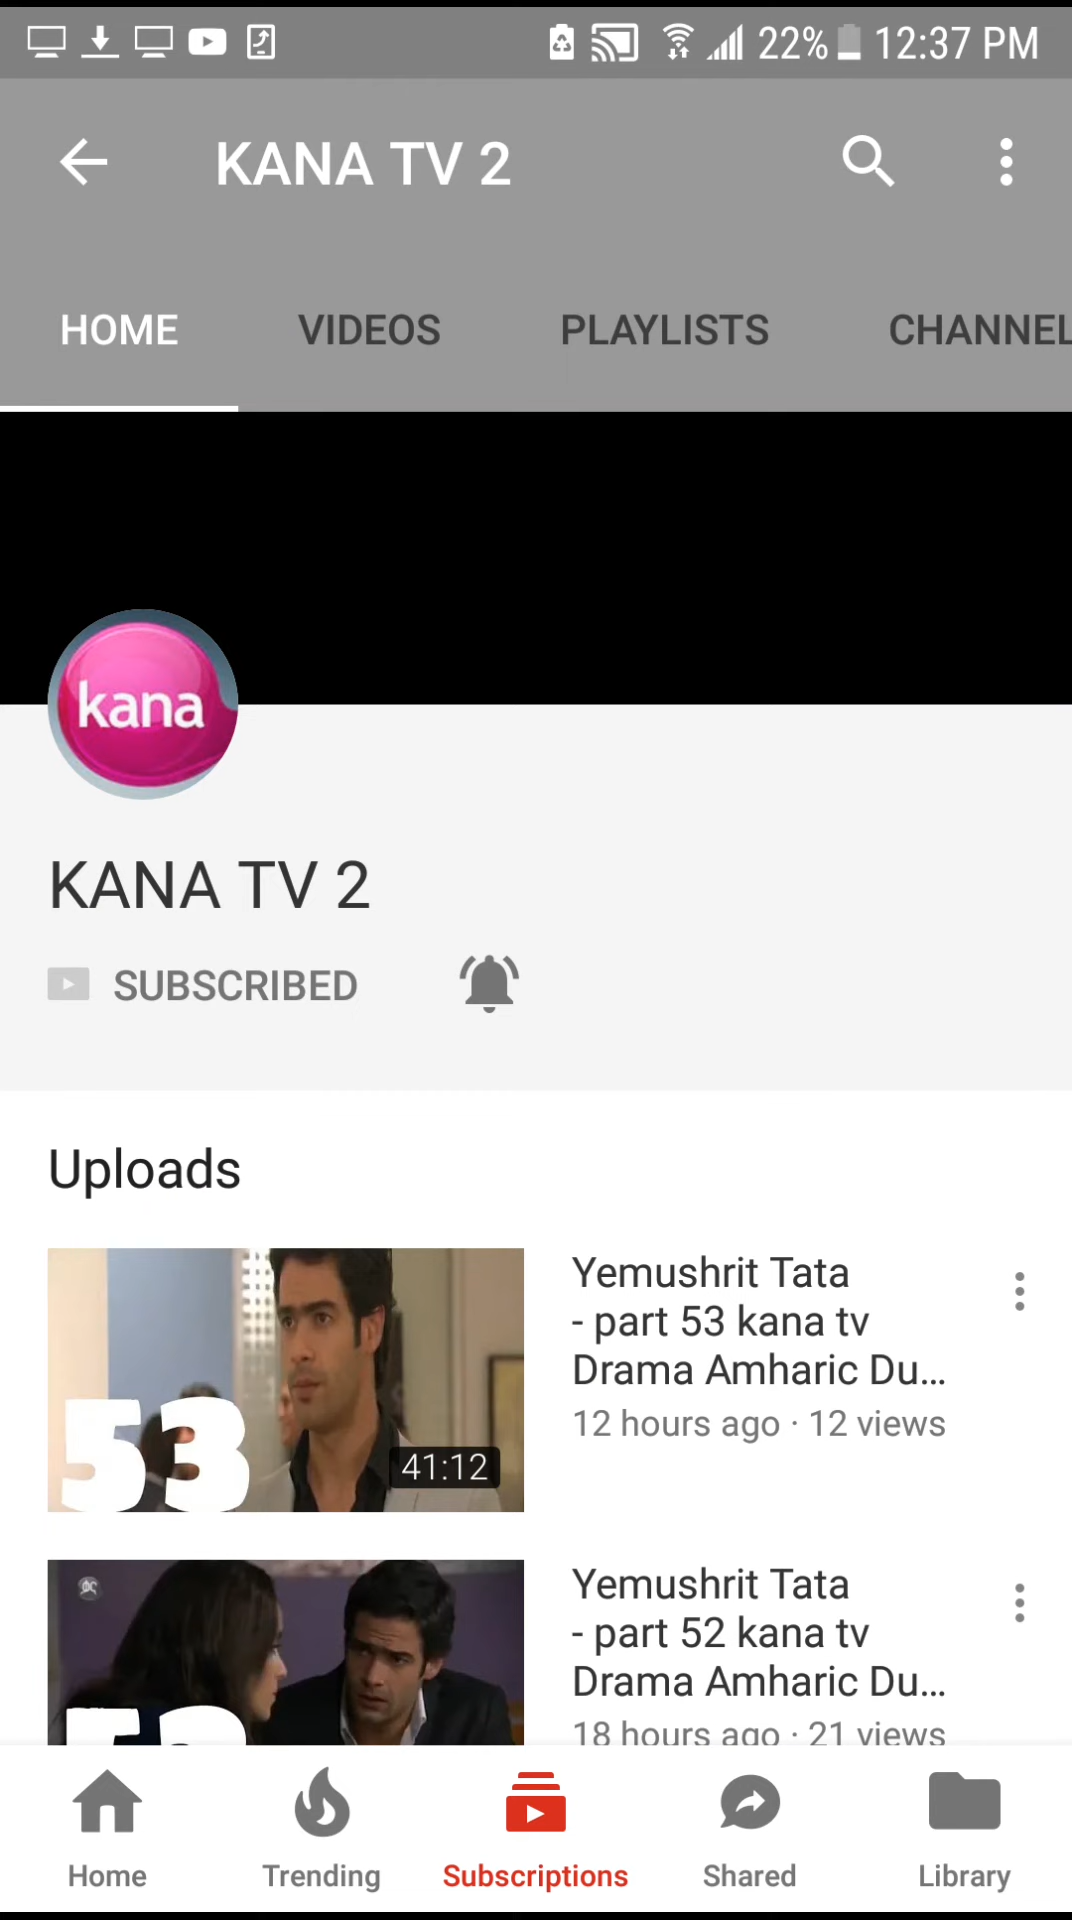 22% 12:37 PM
KANA TV 2
HOME VIDEOS PLAYLISTS CHANNEL
kana
KANA TV 2
SUBSCRIBED
Uploads
Yemushrit Tata
- part 53 kana tv
Drama Amharic Du...
12 hours ago · 12 views
53
41:12
Yemushrit Tata
- part 52 kana tv
Drama Amharic Du...
18 hours ago · 21 views
52
Home Trending Subscriptions Shared Library